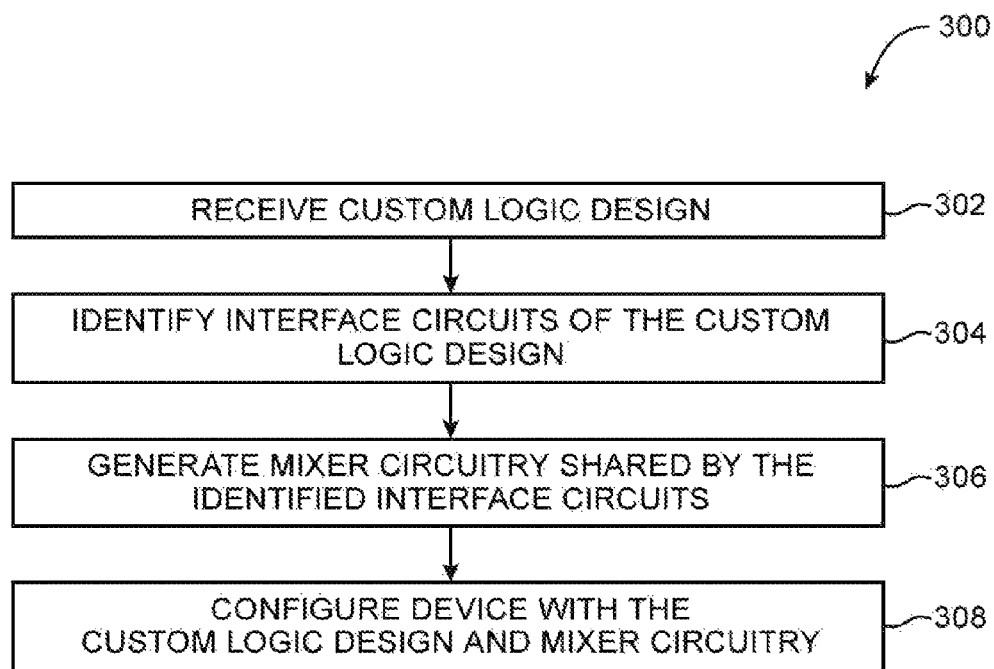 300
RECEIVE CUSTOM LOGIC DESIGN
302
IDENTIFY INTERFACE CIRCUITS OF THE CUSTOM
LOGIC DESIGN
304
GENERATE MIXER CIRCUITRY SHARED BY THE
IDENTIFIED INTERFACE CIRCUITS
306
CONFIGURE DEVICE WITH THE
CUSTOM LOGIC DESIGN AND MIXER CIRCUITRY
308